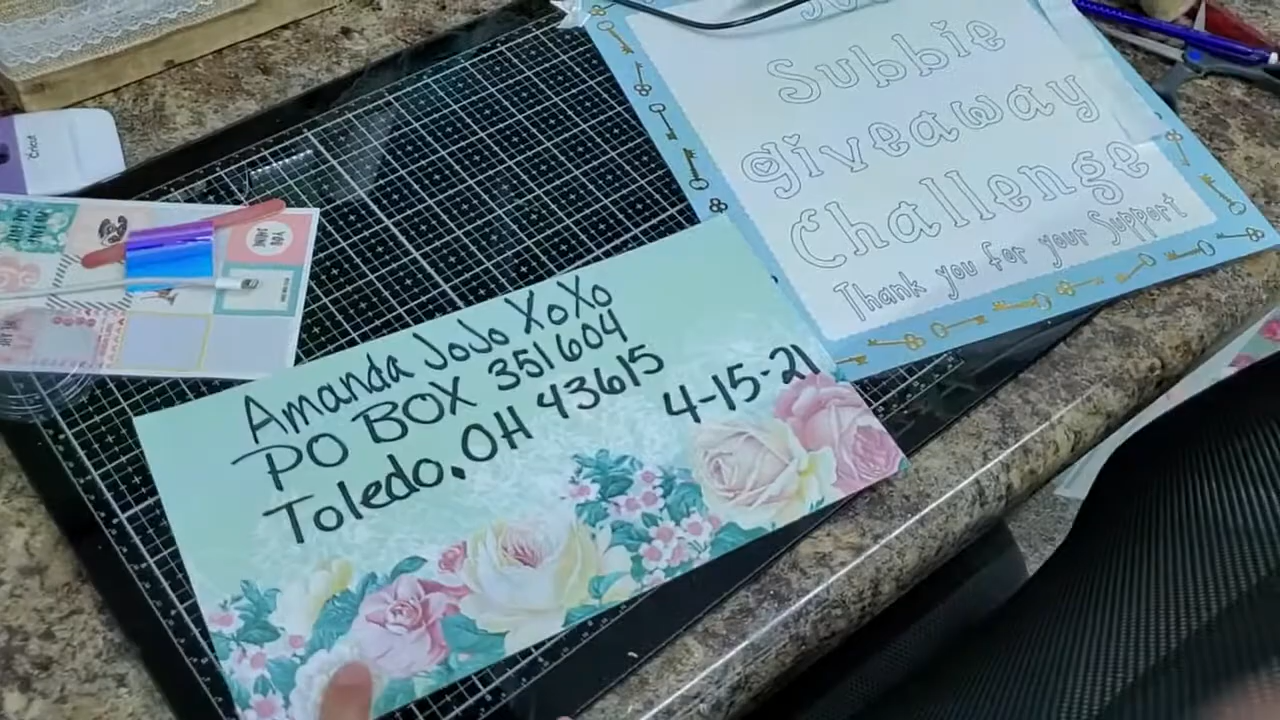 Subbie
giveaway
Challenge
Thank you for your Support
cricut
Amanda JoJo XoXo
PO BOX 351604
Toledo, OH 43615
4-15-21